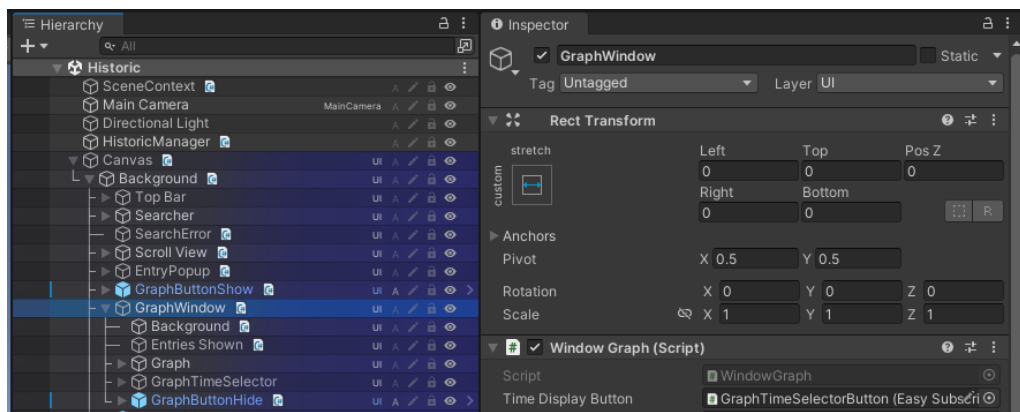 Hierarchy
All
Historic
SceneContext
A
Main Camera
MainCamera A
Directional Light
A
HistoricManager
A
Canvas
UI A
Background
UI A
Top Bar
UI A
Searcher
UI A
SearchError
UI A
Scroll View
UI A
EntryPopup
UI A
GraphButtonShow
UI A
GraphWindow
UI A
Background
UI A
Entries Shown
UI A
Graph
UI A
GraphTimeSelector
UI A
GraphButtonHide
UI A
Inspector
GraphWindow
Static
Tag Untagged
Layer UI
Rect Transform
stretch
custom
Left Top Pos Z
0 0 0
Right Bottom
0 0
R
Anchors
Pivot X 0.5 Y 0.5
Rotation X 0 Y 0 Z 0
Scale X 1 Y 1 Z 1
# Window Graph (Script)
Script WindowGraph
Time Display Button GraphTimeSelectorButton (Easy Subscri